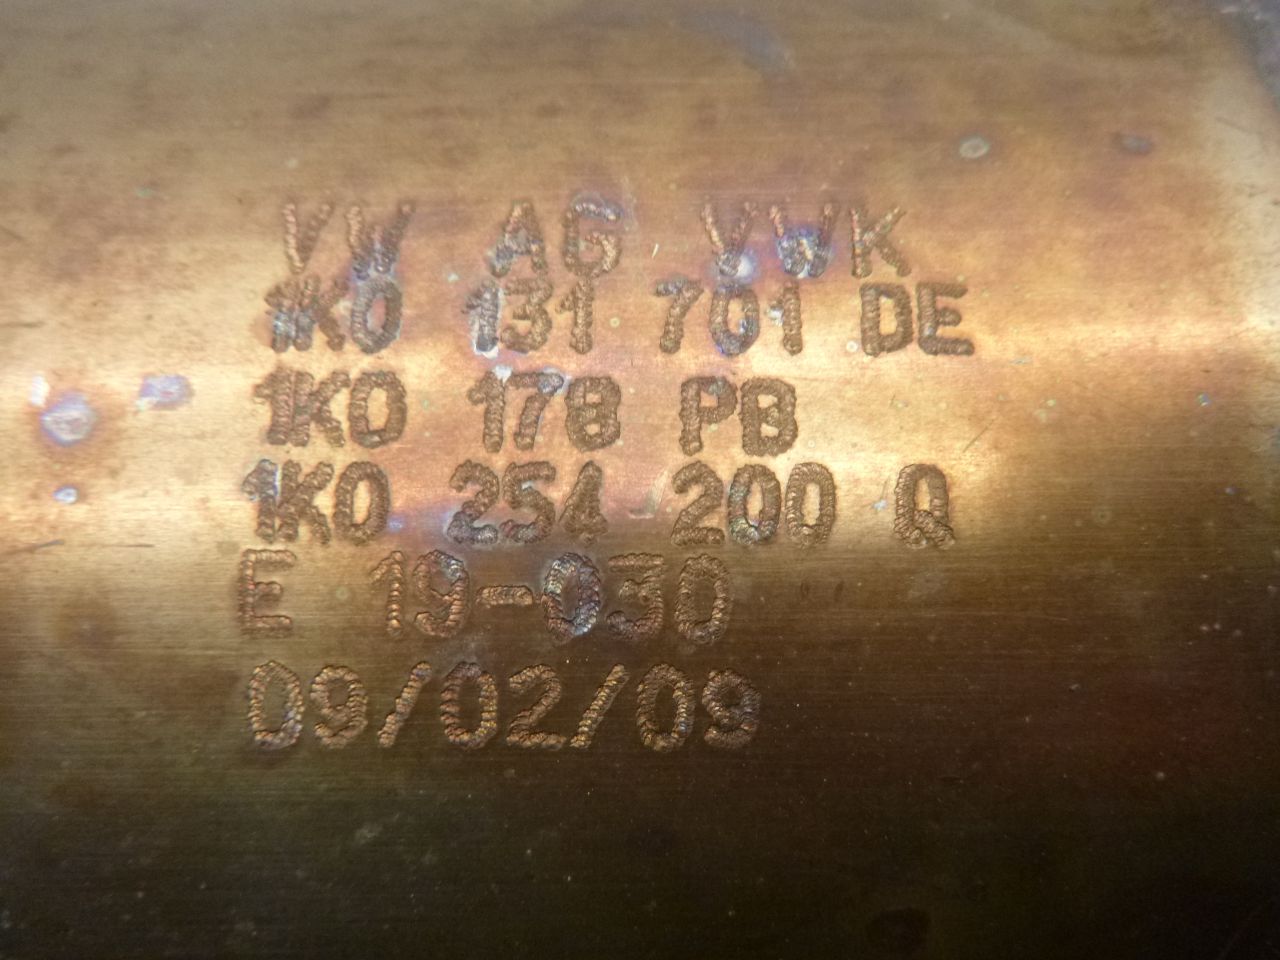 VW AG VWK
1K0 131 701 DE
1K0 178 PB
1K0 254 200 Q
E 19-030
09/02/09